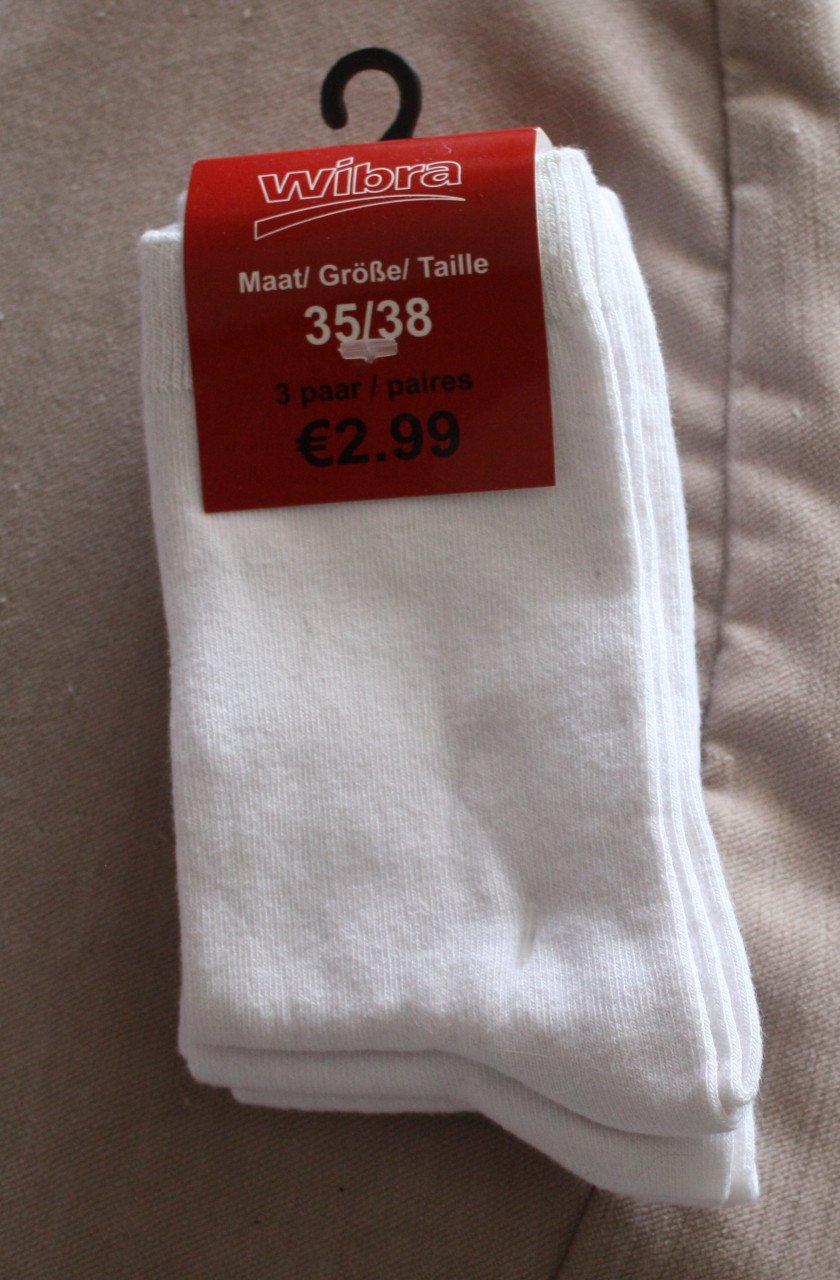 wibra
Maat/ Größe/ Taille
35/38
3 paar / paires
€2.99